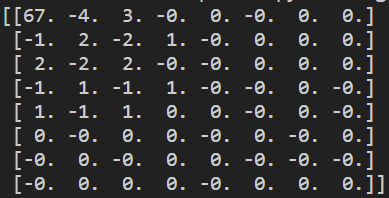 [[67. -4. 3. -0. 0. -0. 0. 0.]
[-1. 2. -2. 1. -0. 0. -0. 0.]
[ 2. -2. 2. -0. -0. 0. 0. 0.]
[-1. 1. -1. 1. 0. -0. 0. -0.]
[ 1. -1. 1. 0. 0. -0. 0. -0.]
[ 0. -0. 0. 0. -0. 0. -0. 0.]
[-0. 0. -0. 0. 0. -0. -0. -0.]
[-0. 0. 0. 0. -0. 0. 0. 0.]]